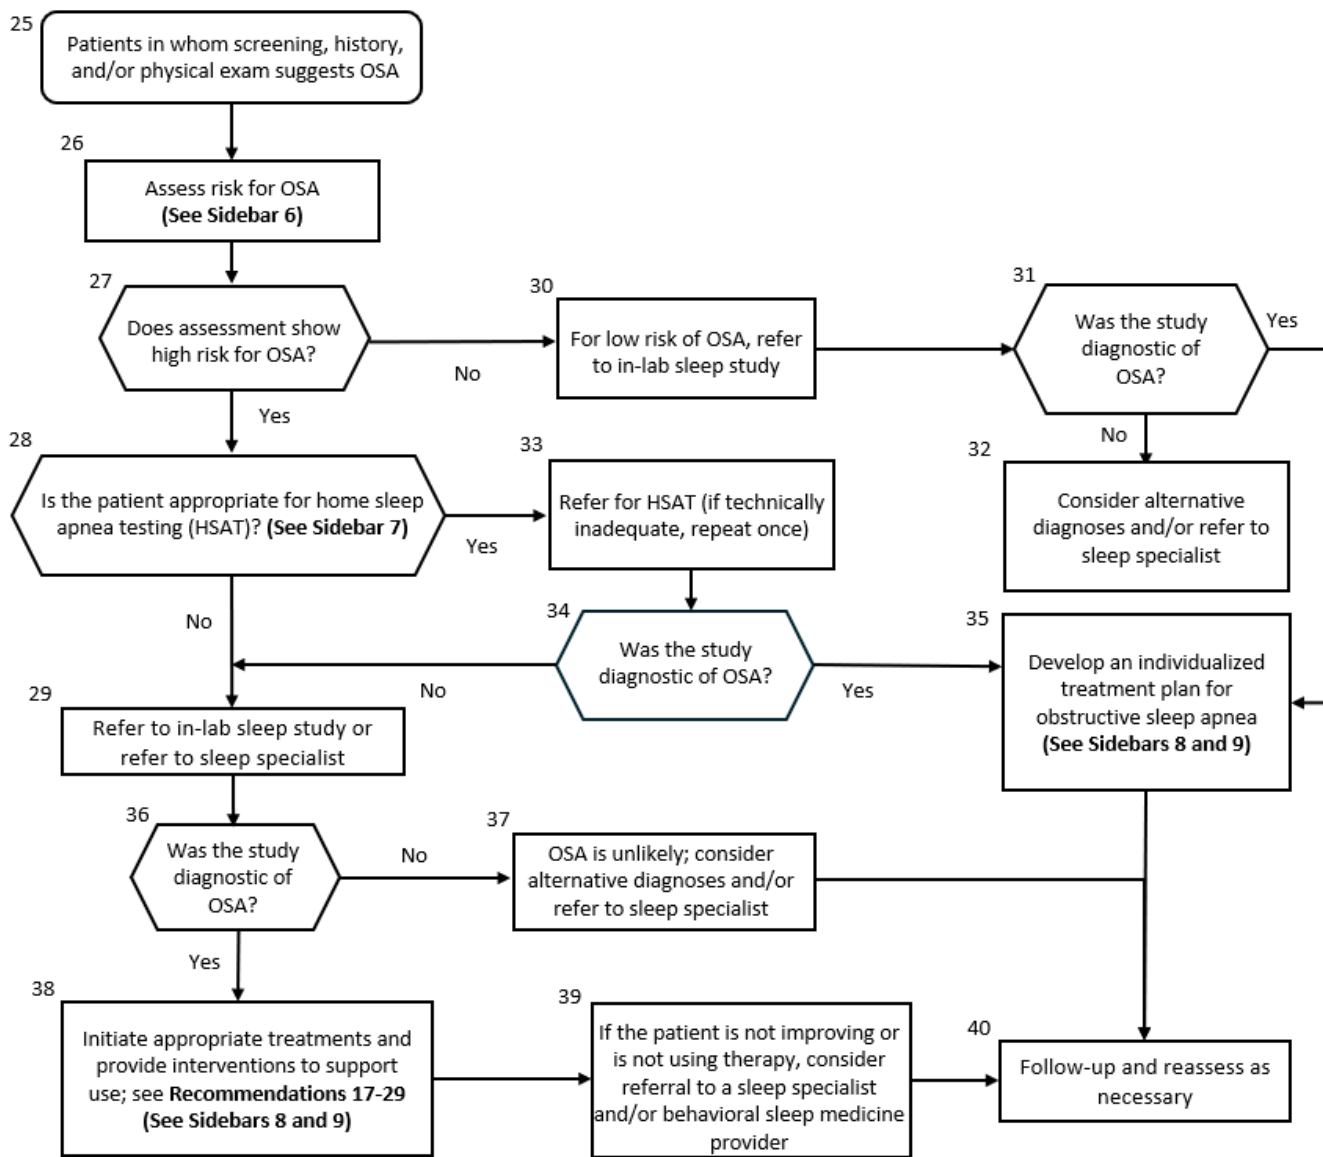 25
Patients in whom screening, history,
and/or physical exam suggests OSA
26
Assess risk for OSA
(See Sidebar 6)
27
Does assessment show
high risk for OSA?
No
Yes
30
For low risk of OSA, refer
to in-lab sleep study
31
Was the study
diagnostic of
OSA?
Yes
No
32
Consider alternative
diagnoses and/or refer to
sleep specialist
28
Is the patient appropriate for home sleep
apnea testing (HSAT)? (See Sidebar 7)
Yes
No
33
Refer for HSAT (if technically
inadequate, repeat once)
34
Was the study
diagnostic of OSA?
No
Yes
35
Develop an individualized
treatment plan for
obstructive sleep apnea
(See Sidebars 8 and 9)
29
Refer to in-lab sleep study or
refer to sleep specialist
36
Was the study
diagnostic of
OSA?
No
Yes
37
OSA is unlikely; consider
alternative diagnoses and/or
refer to sleep specialist
38
Initiate appropriate treatments and
provide interventions to support
use; see Recommendations 17-29
(See Sidebars 8 and 9)
39
If the patient is not improving or
is not using therapy, consider
referral to a sleep specialist
and/or behavioral sleep medicine
provider
40
Follow-up and reassess as
necessary